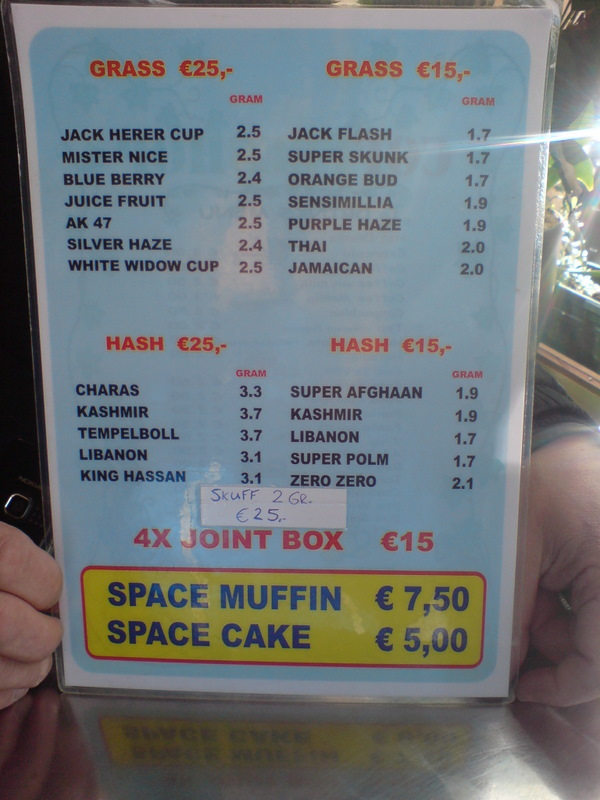 GRASS €25,- GRASS €15,-
GRAM GRAM
JACK HERER CUP 2.5 JACK FLASH 1.7
MISTER NICE 2.5 SUPER SKUNK 1.7
BLUE BERRY 2.4 ORANGE BUD 1.7
JUICE FRUIT 2.5 SENSIMILLIA 1.9
AK 47 2.5 PURPLE HAZE 1.9
SILVER HAZE 2.4 THAI 2.0
WHITE WIDOW CUP 2.5 JAMAICAN 2.0
HASH €25,- HASH €15,-
GRAM GRAM
CHARAS 3.3 SUPER AFGHAAN 1.9
KASHMIR 3.7 KASHMIR 1.9
TEMPELBOLL 3.7 LIBANON 1.7
LIBANON 3.1 SUPER POLM 1.7
KING HASSAN 3.1 ZERO ZERO 2.1
SKUFF 2 GR.
€25,-
4X JOINT BOX €15
SPACE MUFFIN € 7,50
SPACE CAKE € 5,00